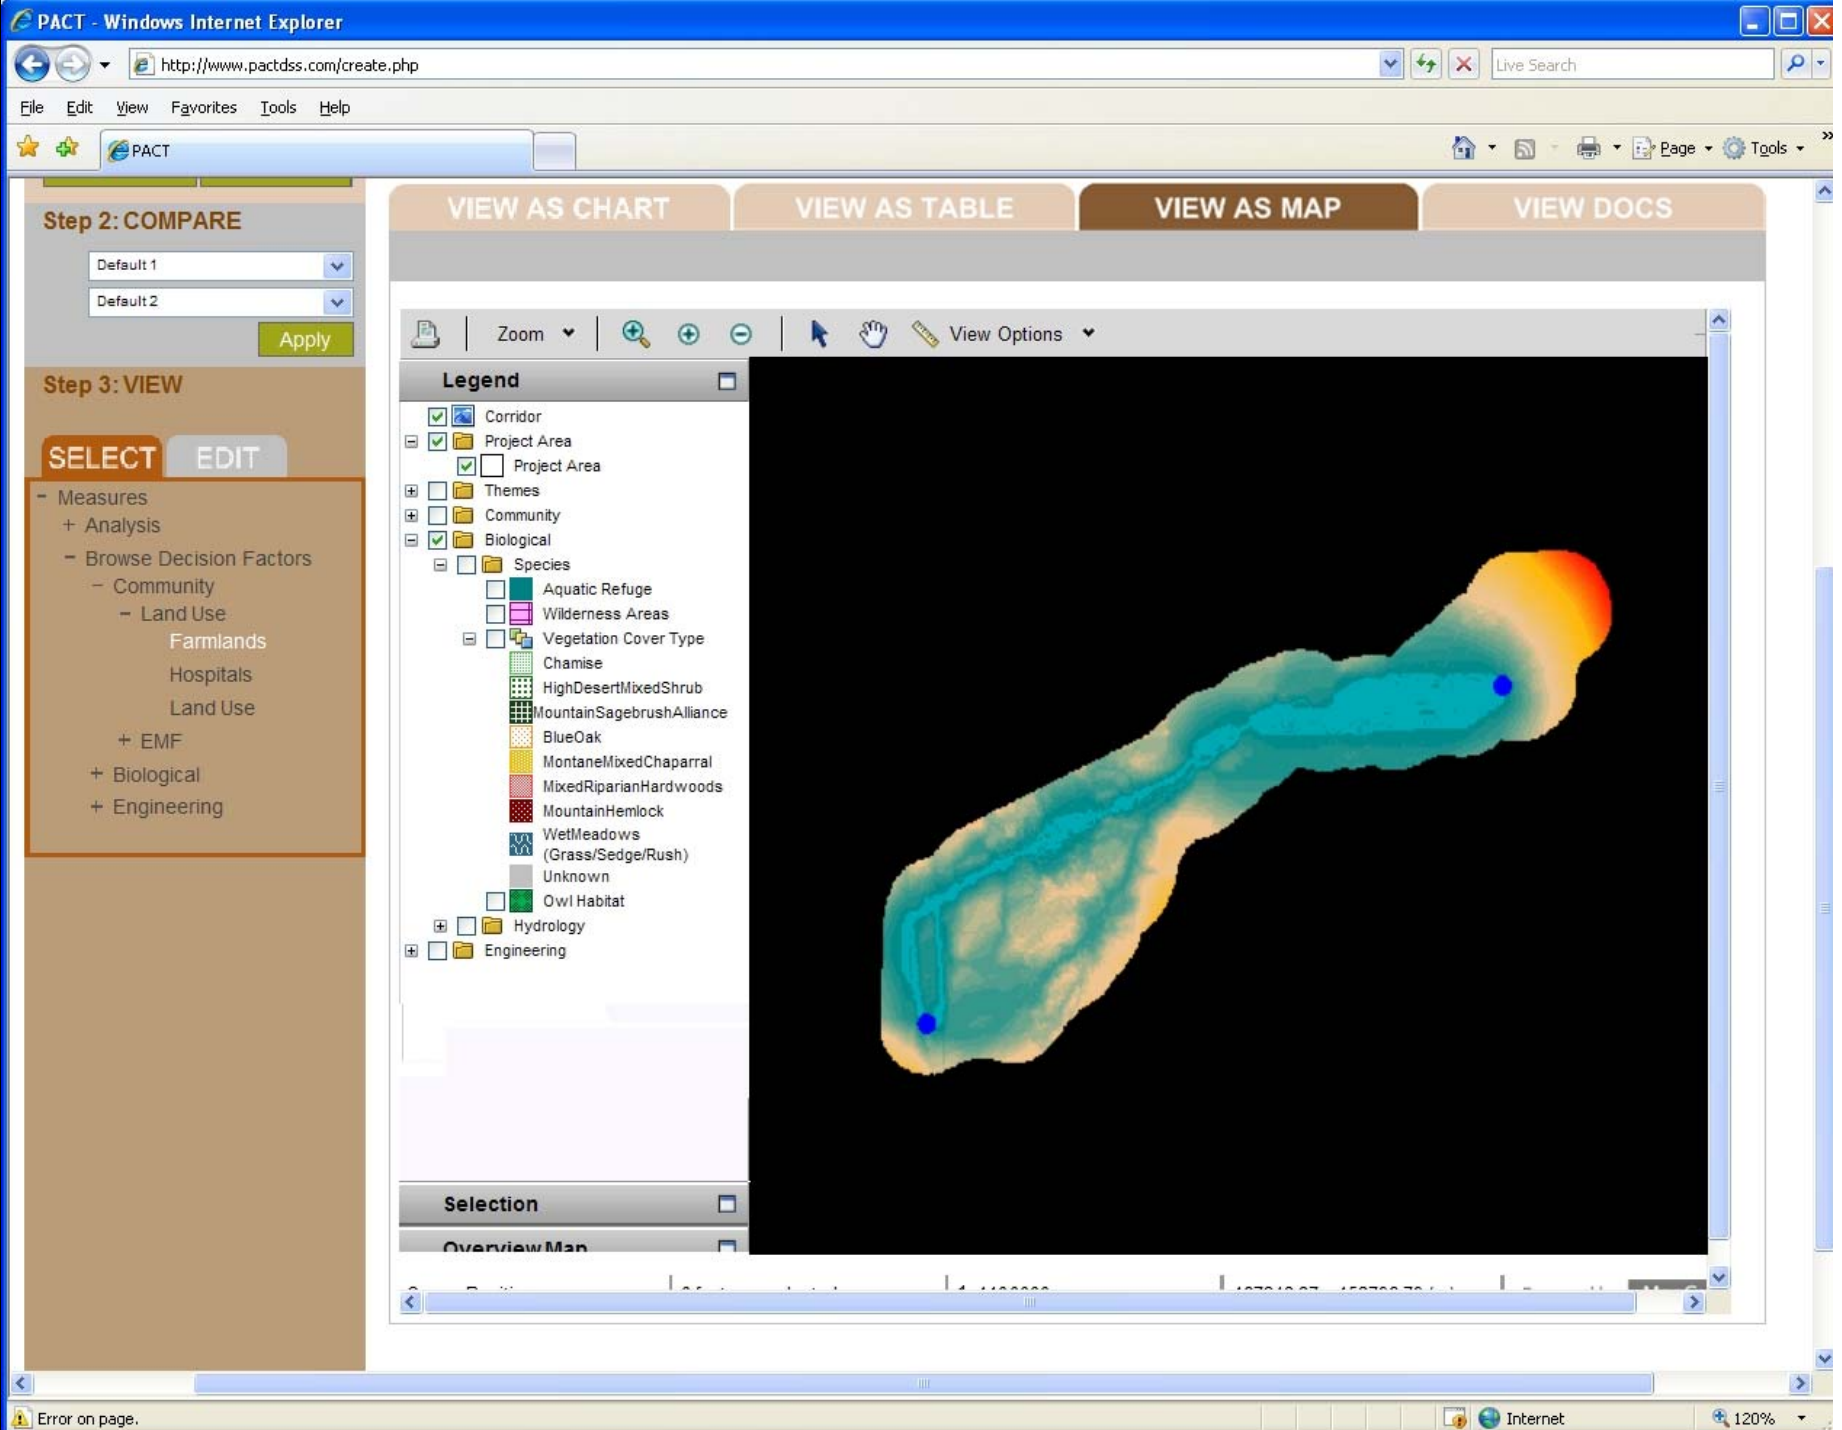 PACT - Windows Internet Explorer
http://www.pactdss.com/create.php
Live Search
File Edit View Favorites Tools Help
PACT
Page Tools
Step 2: COMPARE
Default 1
Default 2
Apply
Step 3: VIEW
SELECT EDIT
- Measures
+ Analysis
- Browse Decision Factors
- Community
- Land Use
Farmlands
Hospitals
Land Use
+ EMF
+ Biological
+ Engineering
VIEW AS CHART VIEW AS TABLE VIEW AS MAP VIEW DOCS
Zoom View Options
Legend
Corridor
Project Area
Project Area
Themes
Community
Biological
Species
Aquatic Refuge
Wilderness Areas
Vegetation Cover Type
Chamise
HighDesertMixedShrub
MountainSagebrushAlliance
BlueOak
MontaneMixedChaparral
MixedRiparianHardwoods
MountainHemlock
WetMeadows
(Grass/Sedge/Rush)
Unknown
Owl Habitat
Hydrology
Engineering
Selection
Overview Map
Error on page.
Internet
120%